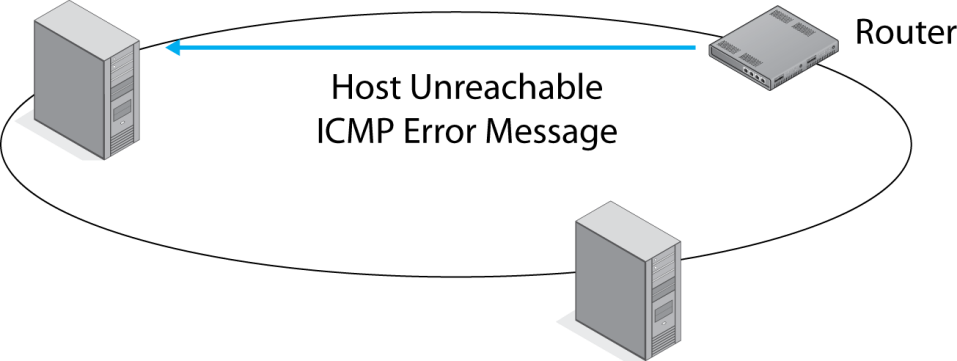 Router
Host Unreachable
ICMP Error Message